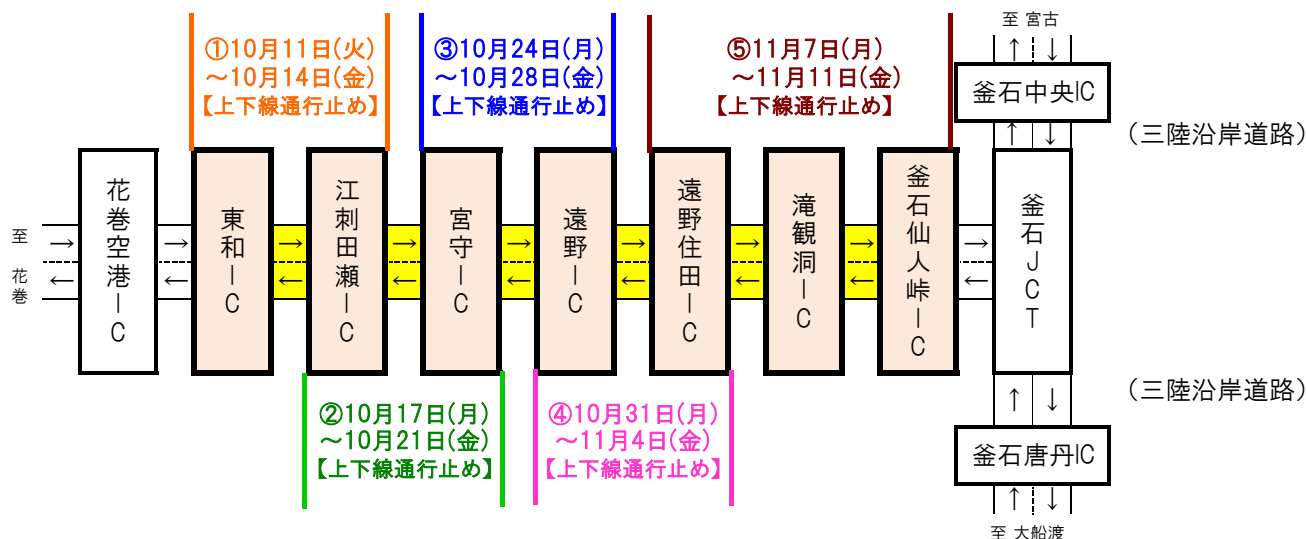 ①10月11日(火)
～10月14日(金)
【上下線通行止め】
③10月24日(月)
～10月28日(金)
【上下線通行止め】
⑤11月7日(月)
～11月11日(金)
【上下線通行止め】
至 宮古
↑ ↓
釜石中央IC
↑ ↓
（三陸沿岸道路）
至 花巻
→
←
花巻空港IC
→
←
東和IC
→
←
江刺田瀬IC
→
←
宮守IC
→
←
遠野IC
→
←
遠野住田IC
→
←
滝観洞IC
→
←
釜石仙人峠IC
→
←
釜石JCT
②10月17日(月)
～10月21日(金)
【上下線通行止め】
④10月31日(月)
～11月4日(金)
【上下線通行止め】
↑ ↓
（三陸沿岸道路）
釜石唐丹IC
↑ ↓
至 大船渡